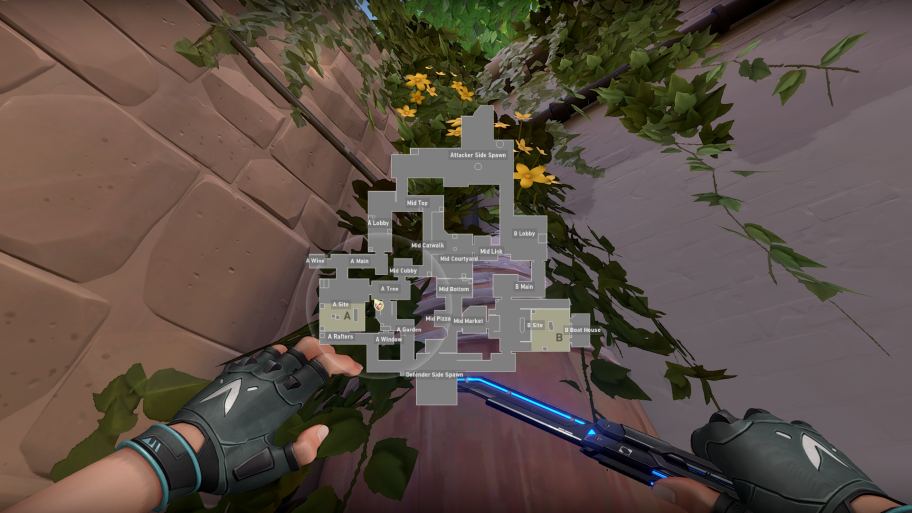 Attacker Side Spawn
Mid Top
A Lobby
B Lobby
Mid Catwalk
Mid Link
Mid Courtyard
A Wine
A Main
Mid Cubby
A Tree
Mid Bottom
B Main
A Site
A
Mid Pizza
Mid Market
B Site
B Boat House
A Garden
A Rafters
A Window
B
Defender Side Spawn